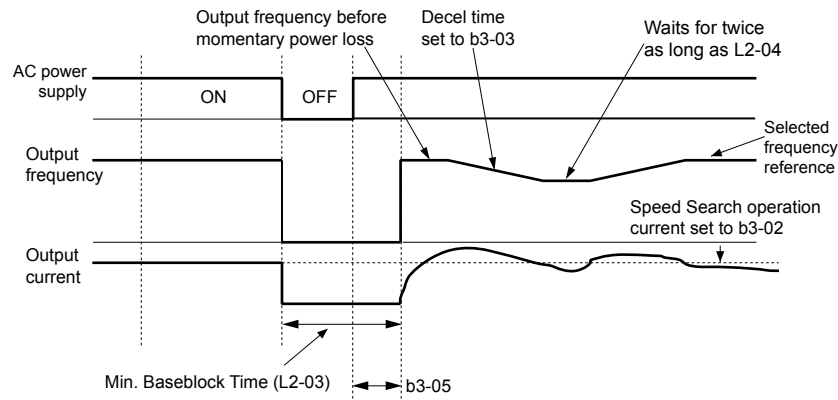 Output frequency before
momentary power loss
Decel time
set to b3-03
Waits for twice
as long as L2-04
AC power
supply
ON
OFF
Output
frequency
Selected
frequency
reference
Speed Search operation
current set to b3-02
Output
current
Min. Baseblock Time (L2-03)
b3-05